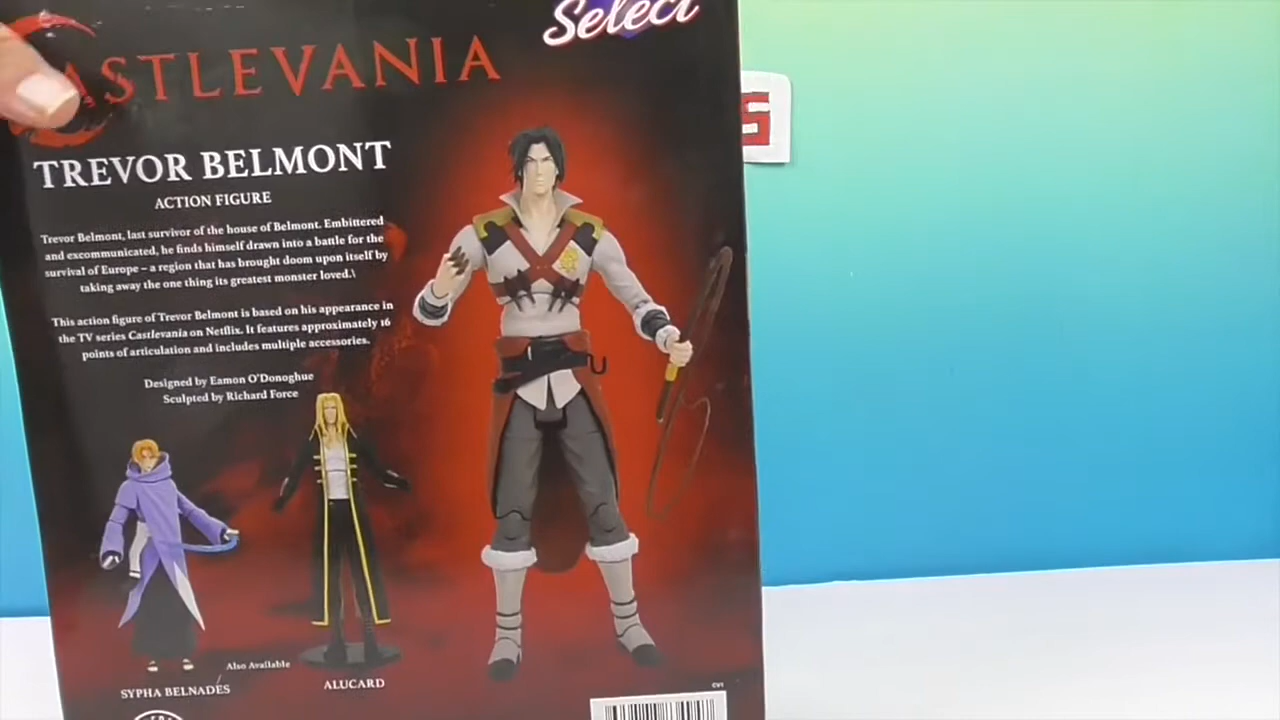 Select
CASTLEVANIA
TREVOR BELMONT
ACTION FIGURE
Trevor Belmont, last survivor of the house of Belmont. Embittered
and excommunicated, he finds himself drawn into a battle for the
survival of Europe – a region that has brought doom upon itself by
taking away the one thing its greatest monster loved.\
This action figure of Trevor Belmont is based on his appearance in
the TV series Castlevania on Netflix. It features approximately 16
points of articulation and includes multiple accessories.
Designed by Eamon O'Donoghue
Sculpted by Richard Force
Also Available
SYPHA BELNADES
ALUCARD
CV1
S